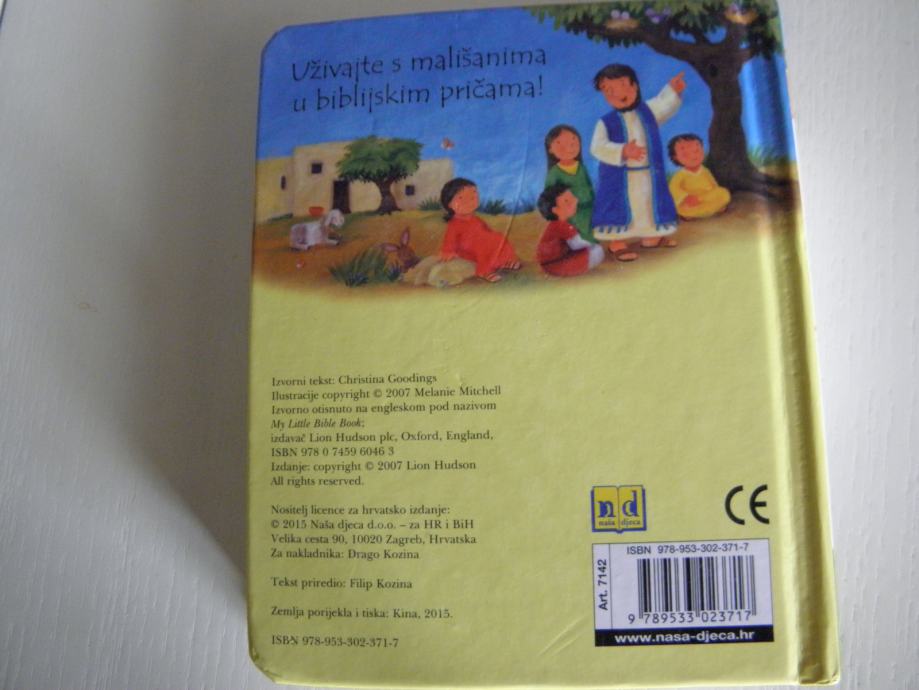 Uživajte s mališanima
u biblijskim pričama!
Izvorni tekst: Christina Goodings
Ilustracije copyright © 2007 Melanie Mitchell
Izvorno otisnuto na engleskom pod nazivom
My Little Bible Book;
izdavač Lion Hudson plc, Oxford, England,
ISBN 978 0 7459 6046 3
Izdanje: copyright © 2007 Lion Hudson
All rights reserved.
Nositelj licence za hrvatsko izdanje:
© 2015 Naša djeca d.o.o. – za HR i BiH
Velika cesta 90, 10020 Zagreb, Hrvatska
Za nakladnika: Drago Kozina
Tekst priredio: Filip Kozina
Zemlja porijekla i tiska: Kina, 2015.
ISBN 978-953-302-371-7
n d
naša djeca
CE
Art. 7142
ISBN 978-953-302-371-7
9 789533 023717
www.nasa-djeca.hr